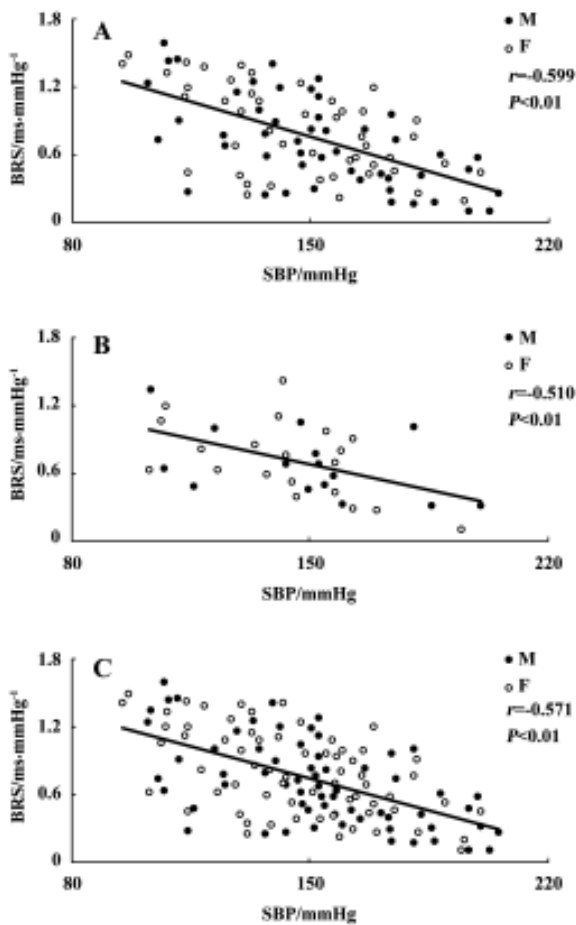 A
M
F
r=-0.599
P<0.01
BRS/ms·mmHg-1
1.8
1.2
0.6
0
80
150
220
SBP/mmHg
B
M
F
r=-0.510
P<0.01
BRS/ms·mmHg-1
1.8
1.2
0.6
0
80
150
220
SBP/mmHg
C
M
F
r=-0.571
P<0.01
BRS/ms·mmHg-1
1.8
1.2
0.6
0
80
150
220
SBP/mmHg